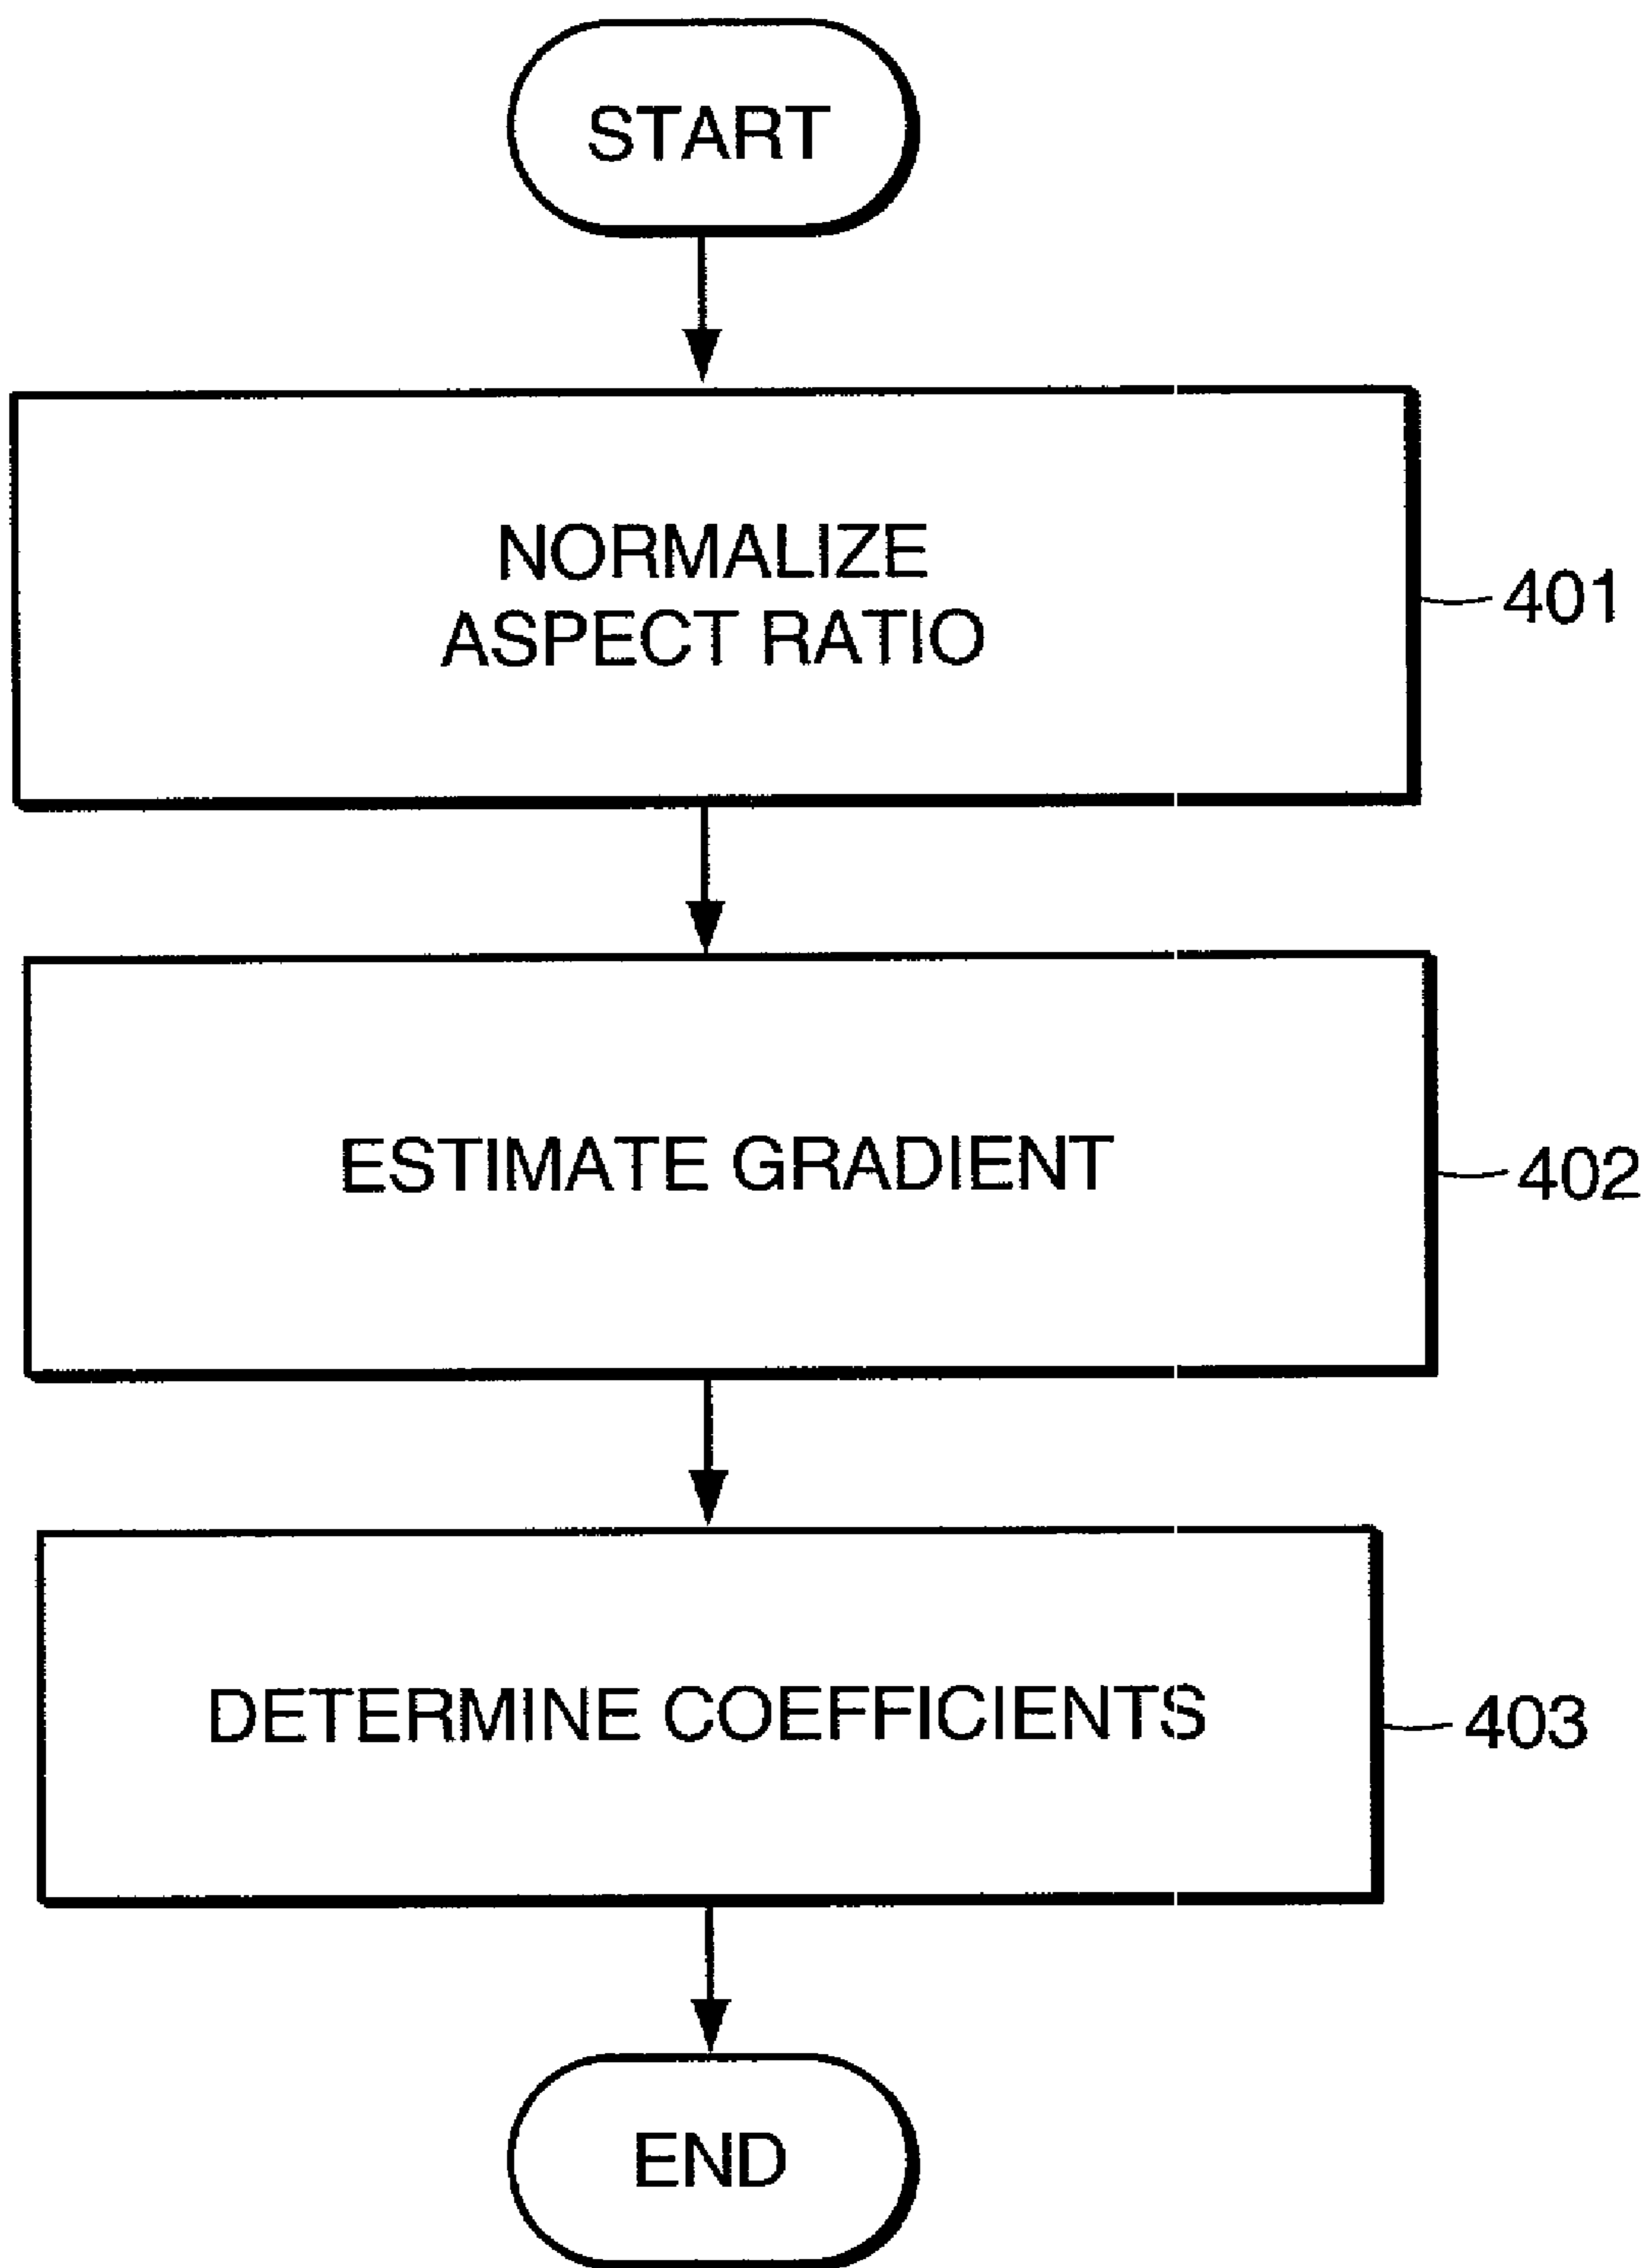 START
NORMALIZE
ASPECT RATIO
401
ESTIMATE GRADIENT
402
DETERMINE COEFFICIENTS
403
END